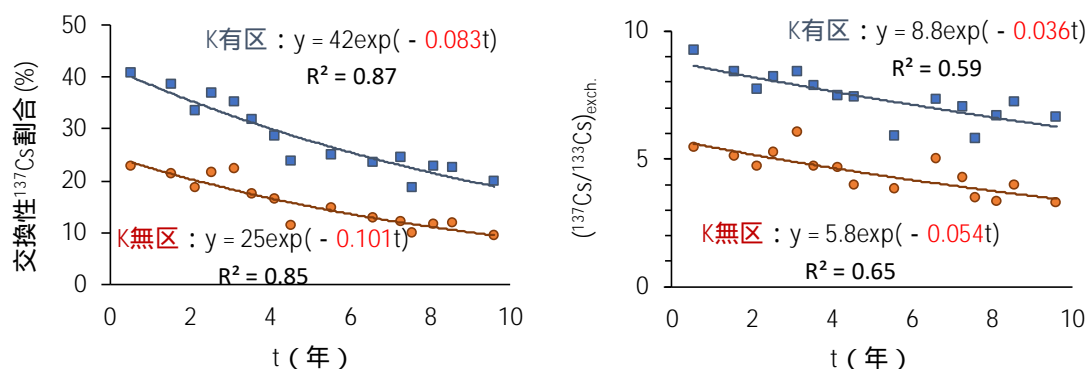 交換性¹³⁷Cs割合 (%)
50
40
30
20
10
0
K有区：y = 42exp( - 0.083t)
R² = 0.87
K無区：y = 25exp( - 0.101t)
R² = 0.85
0 2 4 6 8 10
t（年）
(¹³⁷Cs/¹³³Cs)exch.
10
5
0
K有区：y = 8.8exp( - 0.036t)
R² = 0.59
K無区：y = 5.8exp( - 0.054t)
R² = 0.65
0 2 4 6 8 10
t（年）